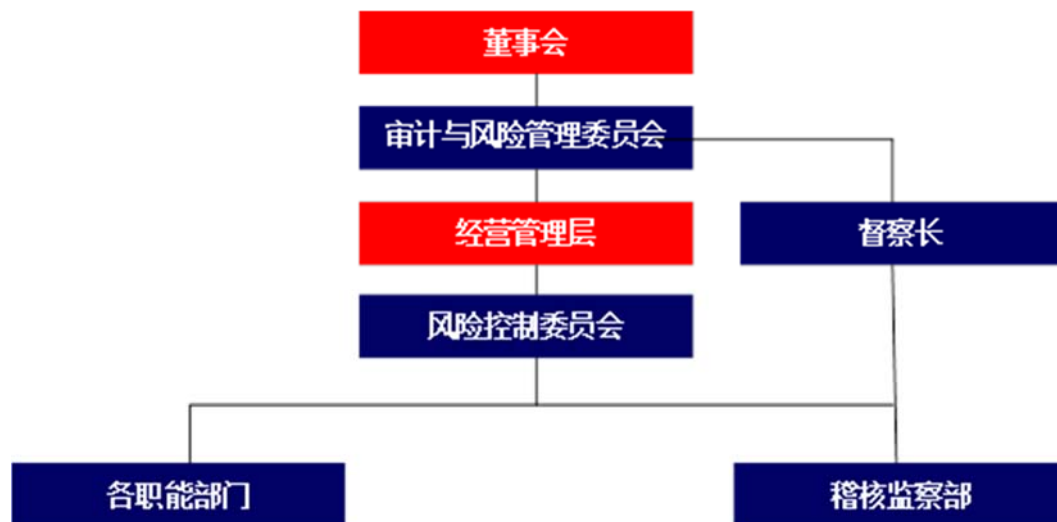 董事会
审计与风险管理委员会
经营管理层
督察长
风险控制委员会
各职能部门
稽核监察部